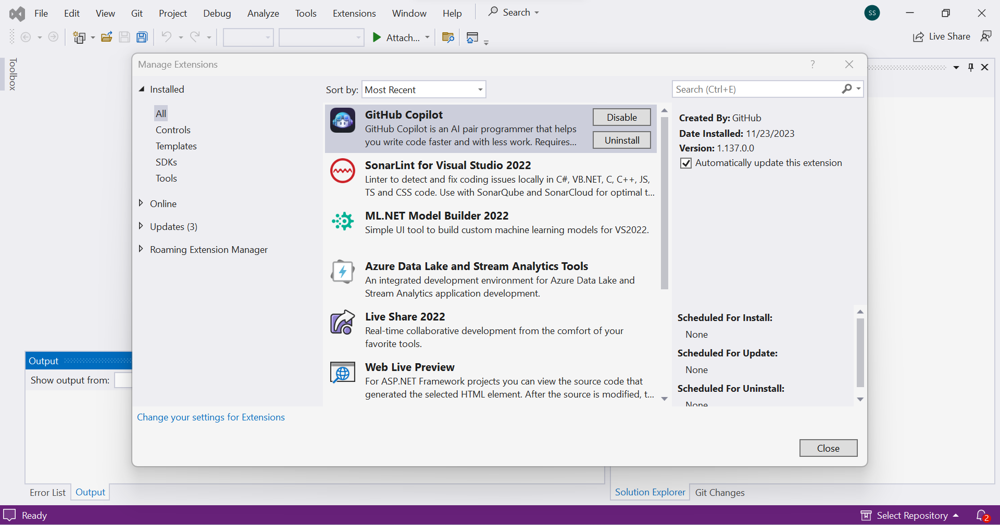 File Edit View Git Project Debug Analyze Tools Extensions Window Help Search SS
Attach... Live Share
Toolbox
Manage Extensions ?
Installed
All
Controls
Templates
SDKs
Tools
Online
Updates (3)
Roaming Extension Manager
Sort by: Most Recent
Search (Ctrl+E)
GitHub Copilot
GitHub Copilot is an AI pair programmer that helps
you write code faster and with less work. Requires...
Disable
Uninstall
SonarLint for Visual Studio 2022
Linter to detect and fix coding issues locally in C#, VB.NET, C, C++, JS,
TS and CSS code. Use with SonarQube and SonarCloud for optimal t...
ML.NET Model Builder 2022
Simple UI tool to build custom machine learning models for VS2022.
Azure Data Lake and Stream Analytics Tools
An integrated development environment for Azure Data Lake and
Stream Analytics application development.
Live Share 2022
Real-time collaborative development from the comfort of your
favorite tools.
Web Live Preview
For ASP.NET Framework projects you can view the source code that
generated the selected HTML element. After the source is modified, t...
Created By: GitHub
Date Installed: 11/23/2023
Version: 1.137.0.0
Automatically update this extension
Scheduled For Install:
None
Scheduled For Update:
None
Scheduled For Uninstall:
None
Change your settings for Extensions
Close
Output
Show output from:
Error List Output
Solution Explorer Git Changes
Ready
Select Repository 2